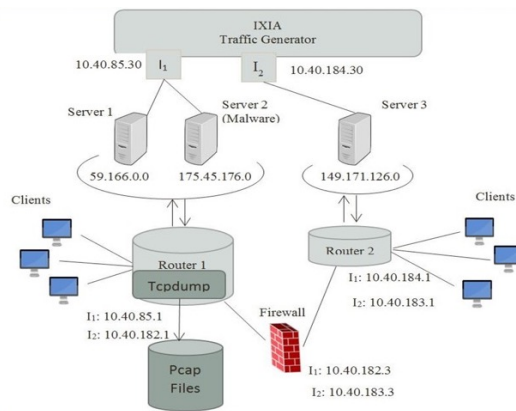 IXIA
Traffic Generator
10.40.85.30
I₁
I₂
10.40.184.30
Server 1
Server 2
(Malware)
Server 3
59.166.0.0
175.45.176.0
149.171.126.0
Clients
Clients
Router 1
Router 2
Tcpdump
I₁: 10.40.184.1
I₂: 10.40.183.1
I₁: 10.40.85.1
I₂: 10.40.182.1
Firewall
Pcap
Files
I₁: 10.40.182.3
I₂: 10.40.183.3